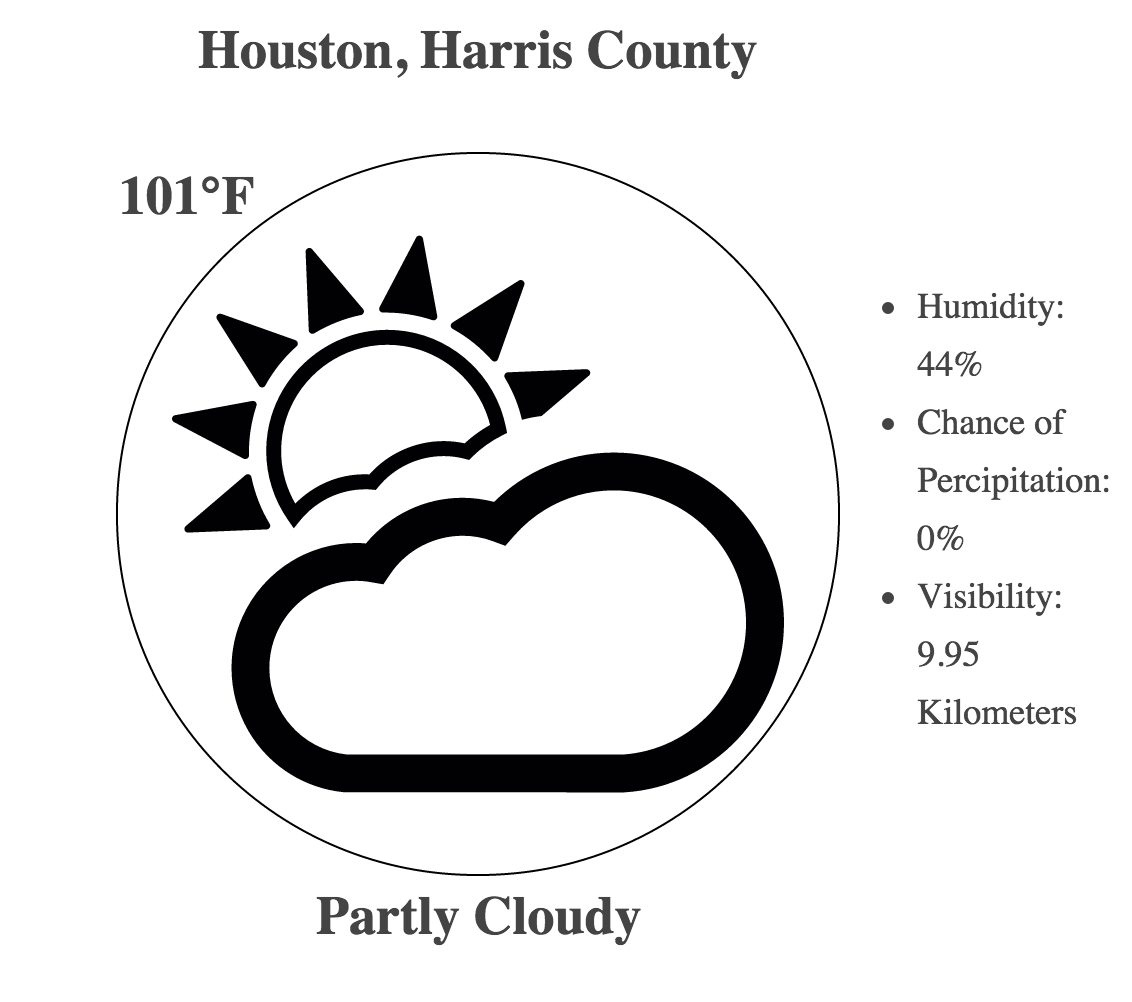 Houston, Harris County
101°F
Humidity:
44%
Chance of
Percipitation:
0%
Visibility:
9.95
Kilometers
Partly Cloudy